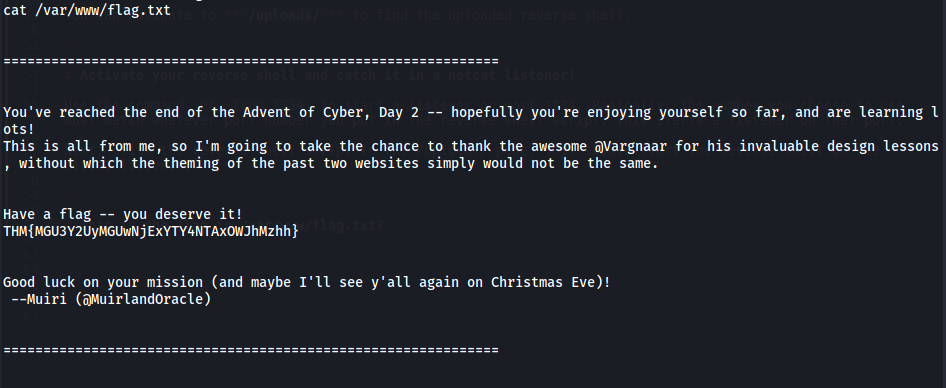 cat /var/www/flag.txt
==============================================================
You've reached the end of the Advent of Cyber, Day 2 -- hopefully you're enjoying yourself so far, and are learning l
ots!
This is all from me, so I'm going to take the chance to thank the awesome @Vargnaar for his invaluable design lessons
, without which the theming of the past two websites simply would not be the same.
Have a flag -- you deserve it!
THM{MGU3Y2UyMGUwNjExYTY4NTAxOWJhMzhh}
Good luck on your mission (and maybe I'll see y'all again on Christmas Eve)!
--Muiri (@MuirlandOracle)
==============================================================